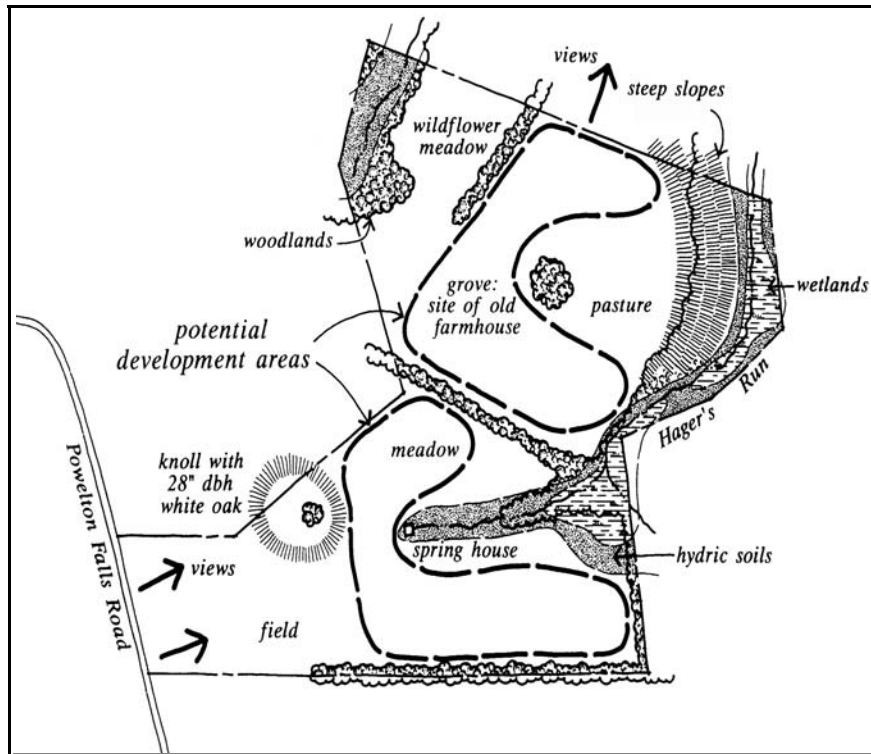 views
steep slopes
wildflower
meadow
woodlands
grove:
site of old
farmhouse
pasture
wetlands
potential
development areas
Hager's Run
meadow
knoll with
28" dbh
white oak
spring house
hydric soils
views
field
Powelton Falls Road